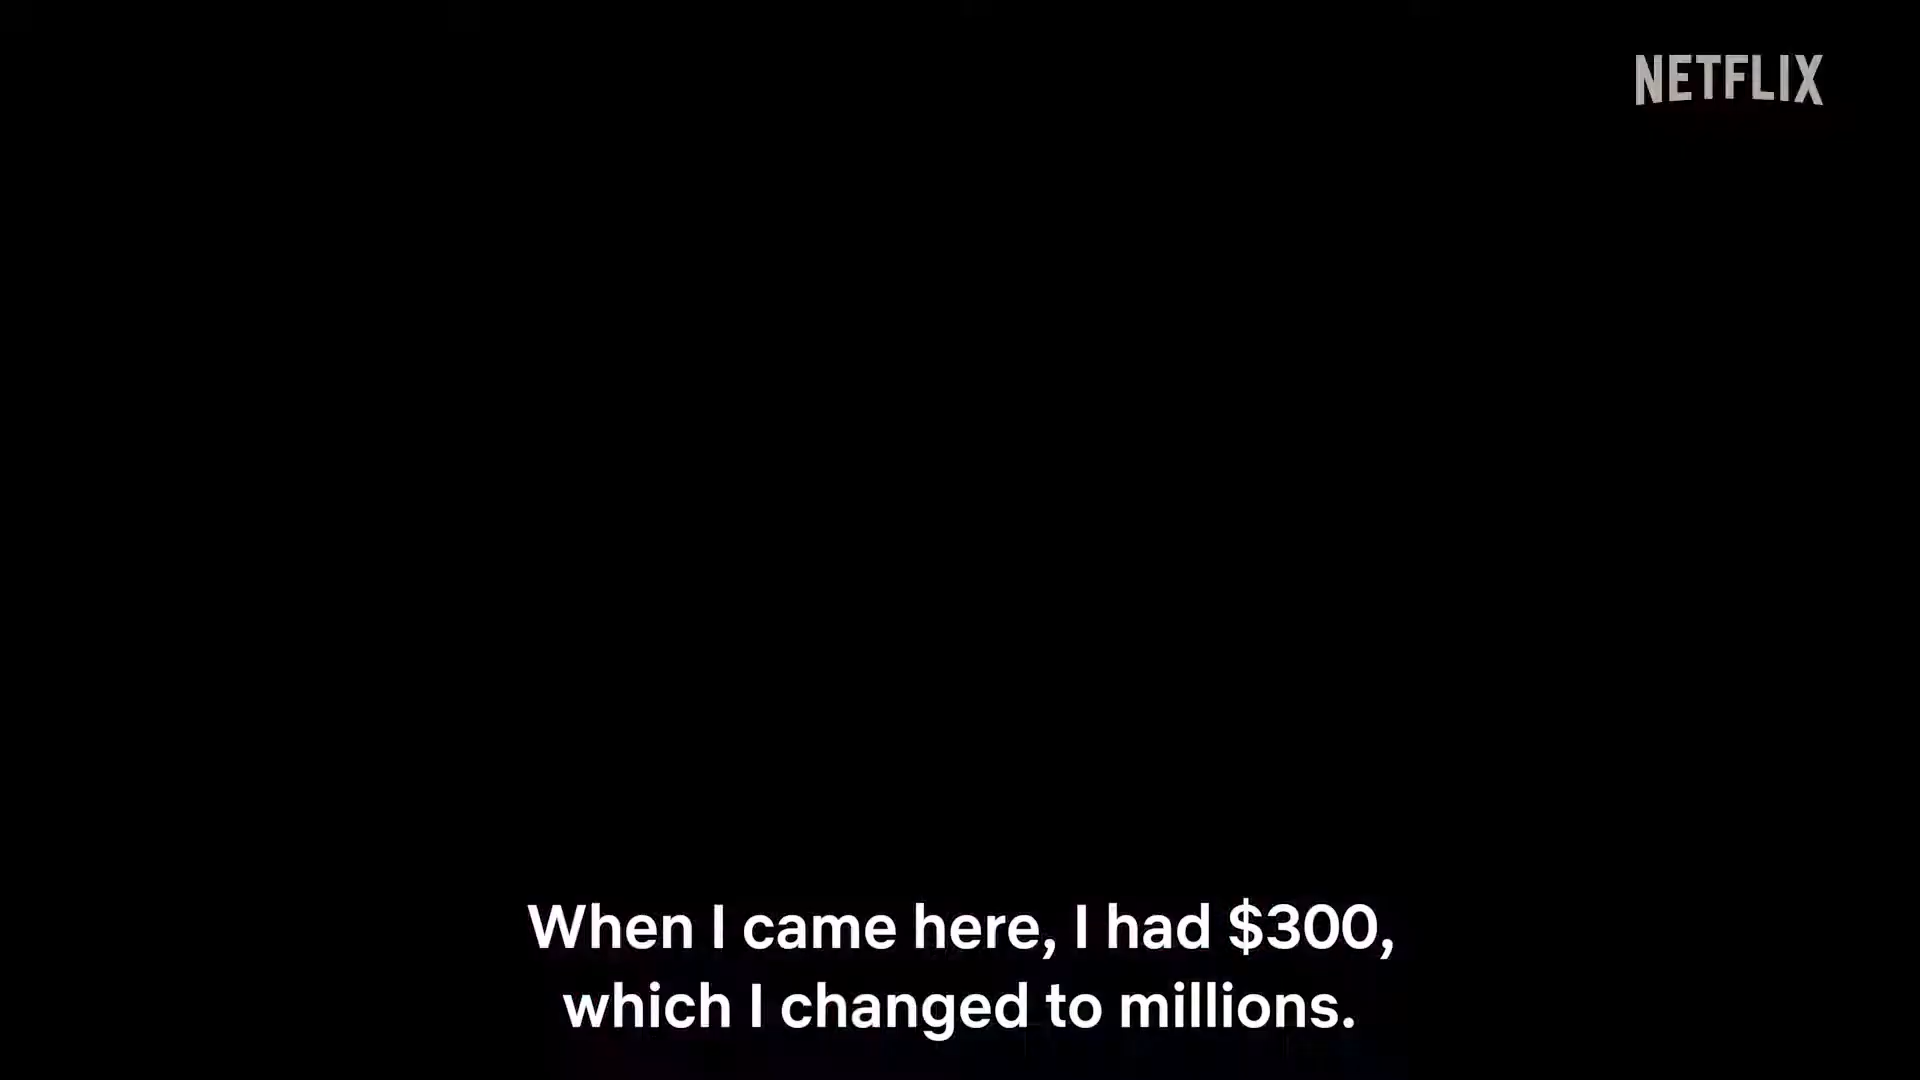 NETFLIX
When I came here, I had $300,
which I changed to millions.